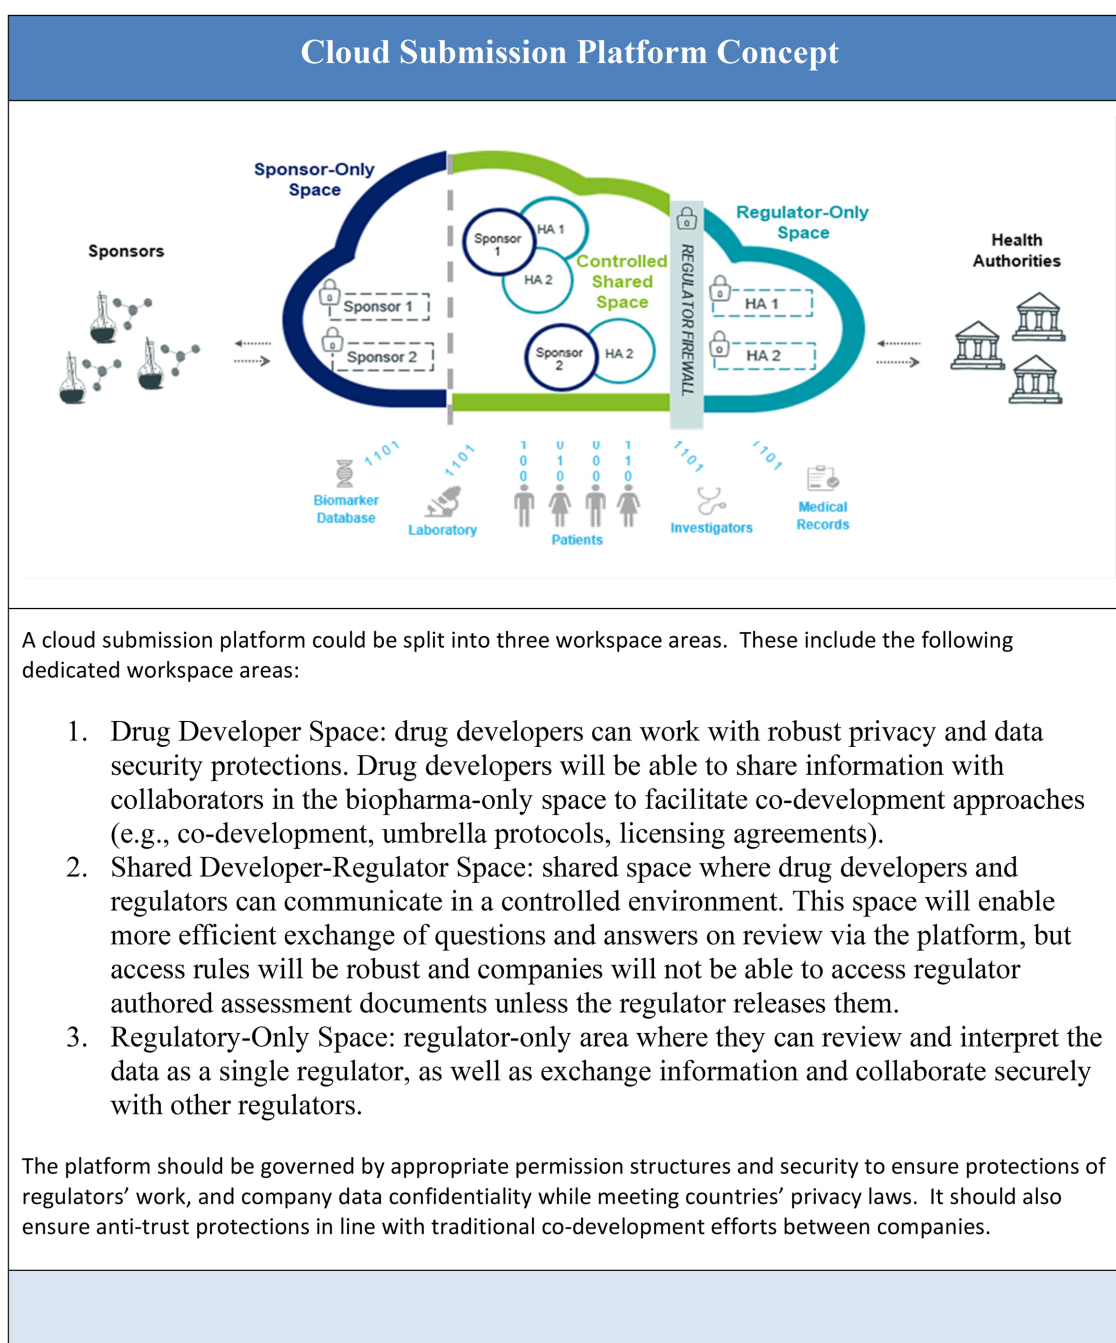 Cloud Submission Platform Concept
Sponsor-Only
Space
Sponsors
Sponsor 1
Sponsor 2
Sponsor
1
HA 1
HA 2
Controlled
Shared
Space
Sponsor
2
HA 2
REGULATOR FIREWALL
Regulator-Only
Space
HA 1
HA 2
Health
Authorities
1101
1101
1 0 0
0 1 0
0 0 0
1 1 0
1101
1101
Biomarker
Database
Laboratory
Patients
Investigators
Medical
Records
A cloud submission platform could be split into three workspace areas.  These include the following
dedicated workspace areas:
1. Drug Developer Space: drug developers can work with robust privacy and data
security protections. Drug developers will be able to share information with
collaborators in the biopharma-only space to facilitate co-development approaches
(e.g., co-development, umbrella protocols, licensing agreements).
2. Shared Developer-Regulator Space: shared space where drug developers and
regulators can communicate in a controlled environment. This space will enable
more efficient exchange of questions and answers on review via the platform, but
access rules will be robust and companies will not be able to access regulator
authored assessment documents unless the regulator releases them.
3. Regulatory-Only Space: regulator-only area where they can review and interpret the
data as a single regulator, as well as exchange information and collaborate securely
with other regulators.
The platform should be governed by appropriate permission structures and security to ensure protections of
regulators’ work, and company data confidentiality while meeting countries’ privacy laws.  It should also
ensure anti-trust protections in line with traditional co-development efforts between companies.